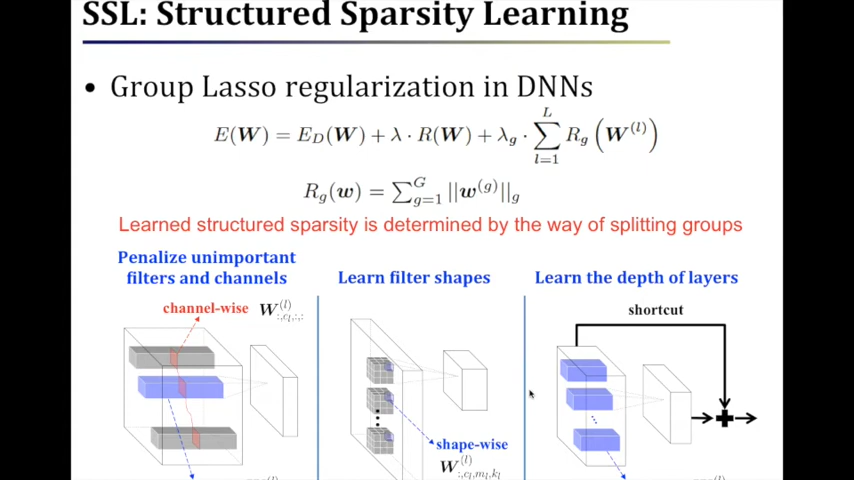 SSL: Structured Sparsity Learning
• Group Lasso regularization in DNNs
E(W) = E_D(W) + λ · R(W) + λ_g · ∑_{l=1}^{L} R_g (W^{(l)})
R_g(w) = ∑_{g=1}^{G} ||w^{(g)}||_g
Learned structured sparsity is determined by the way of splitting groups
Penalize unimportant
filters and channels
Learn filter shapes
Learn the depth of layers
channel-wise W^{(l)}_{:,c_l,:,:}
shortcut
shape-wise
W^{(l)}_{:,c_l,m_l,k_l}